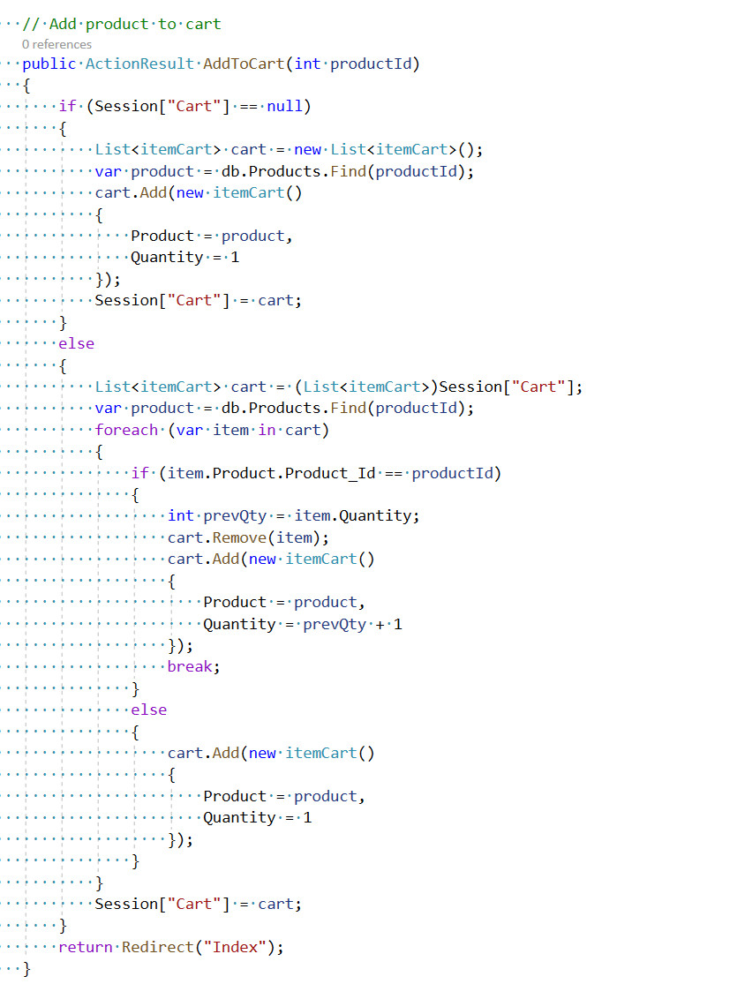 // Add product to cart
0 references
public ActionResult AddToCart(int productId)
{
if (Session["Cart"] == null)
{
List<itemCart> cart = new List<itemCart>();
var product = db.Products.Find(productId);
cart.Add(new itemCart()
{
Product = product,
Quantity = 1
});
Session["Cart"] = cart;
}
else
{
List<itemCart> cart = (List<itemCart>)Session["Cart"];
var product = db.Products.Find(productId);
foreach (var item in cart)
{
if (item.Product.Product_Id == productId)
{
int prevQty = item.Quantity;
cart.Remove(item);
cart.Add(new itemCart()
{
Product = product,
Quantity = prevQty + 1
});
break;
}
else
{
cart.Add(new itemCart()
{
Product = product,
Quantity = 1
});
}
}
Session["Cart"] = cart;
}
return Redirect("Index");
}